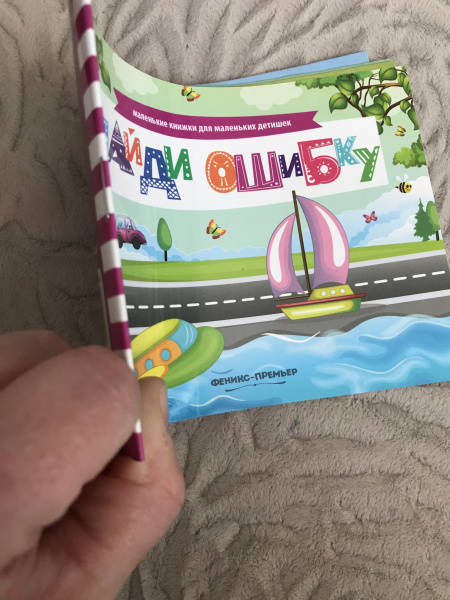 маленькие книжки для маленьких детишек
АЙДИ ОШИБКУ
ФЕНИКС-ПРЕМЬЕР